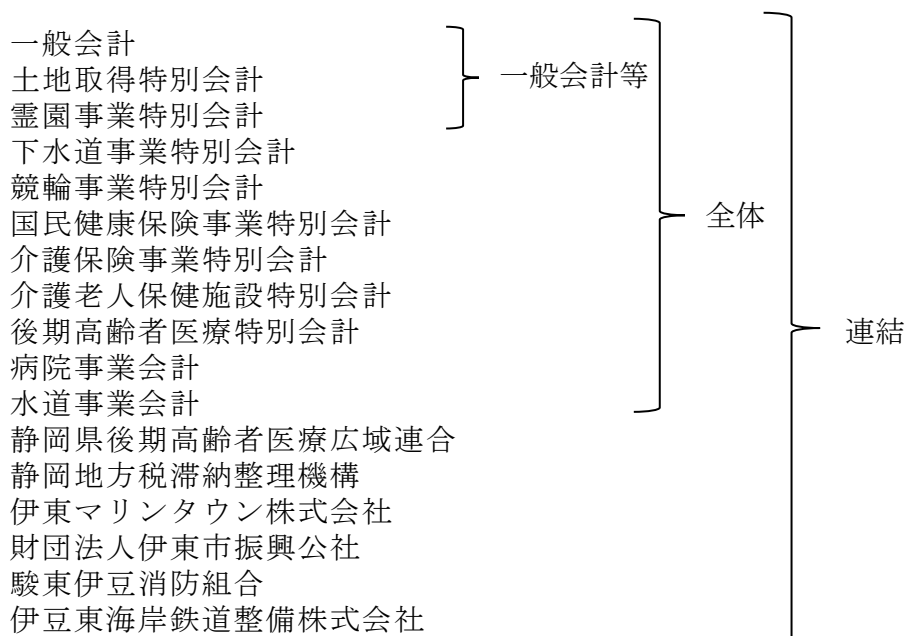 一般会計
土地取得特別会計
霊園事業特別会計
下水道事業特別会計
競輪事業特別会計
国民健康保険事業特別会計
介護保険事業特別会計
介護老人保健施設特別会計
後期高齢者医療特別会計
病院事業会計
水道事業会計
静岡県後期高齢者医療広域連合
静岡地方税滞納整理機構
伊東マリンタウン株式会社
財団法人伊東市振興公社
駿東伊豆消防組合
伊豆東海岸鉄道整備株式会社
一般会計等
全体
連結